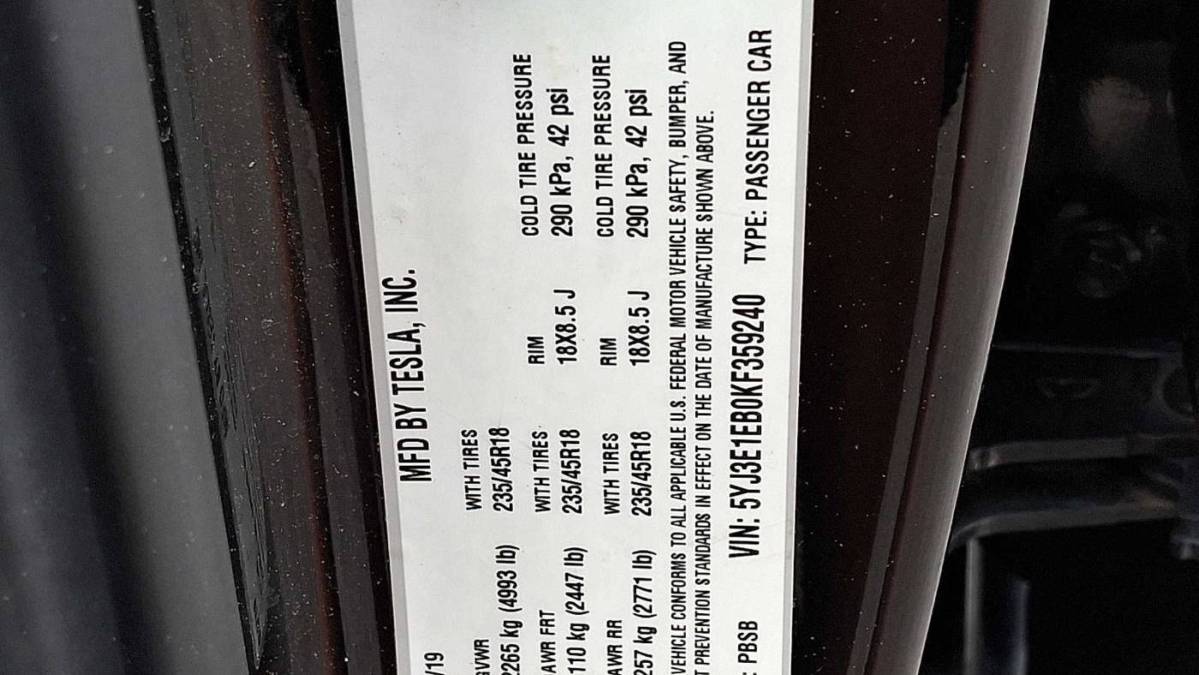 MFD BY TESLA, INC.
/19
GVWR WITH TIRES
2265 kg (4993 lb) 235/45R18
AWR FRT WITH TIRES RIM COLD TIRE PRESSURE
110 kg (2447 lb) 235/45R18 18X8.5 J 290 kPa, 42 psi
AWR RR WITH TIRES RIM COLD TIRE PRESSURE
257 kg (2771 lb) 235/45R18 18X8.5 J 290 kPa, 42 psi
VEHICLE CONFORMS TO ALL APPLICABLE U.S. FEDERAL MOTOR VEHICLE SAFETY, BUMPER, AND
T PREVENTION STANDARDS IN EFFECT ON THE DATE OF MANUFACTURE SHOWN ABOVE.
: PBSB VIN: 5YJ3E1EB0KF359240 TYPE: PASSENGER CAR